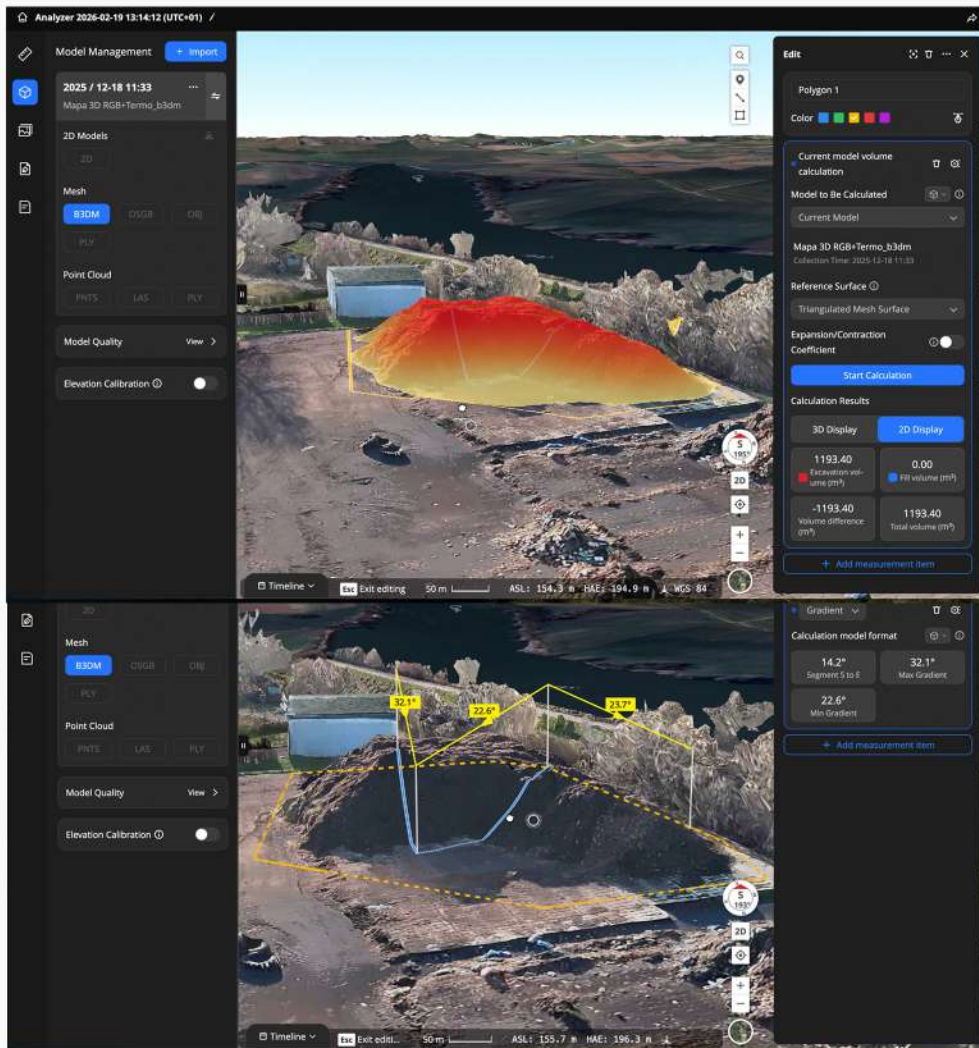 Analyzer 2026-02-19 13:14:12 (UTC+01) /
Model Management
+ Import
2025 / 12-18 11:33
Mapa 3D RGB+Termo_b3dm
2D Models
2D
Mesh
B3DM
OSGB
OBJ
PLY
Point Cloud
PNTS
LAS
PLY
Model Quality
View >
Elevation Calibration
S
195°
2D
Timeline
Esc Exit editing
50 m
ASL: 154.3 m
HAE: 194.9 m
WGS 84
Edit
Polygon 1
Color
Current model volume
calculation
Model to Be Calculated
Current Model
Mapa 3D RGB+Termo_b3dm
Collection Time: 2025-12-18 11:33
Reference Surface
Triangulated Mesh Surface
Expansion/Contraction
Coefficient
Start Calculation
Calculation Results
3D Display
2D Display
1193.40
Excavation vol-
ume (m³)
0.00
Fill volume (m³)
-1193.40
Volume difference
(m³)
1193.40
Total volume (m³)
+ Add measurement item
2D
Mesh
B3DM
OSGB
OBJ
PLY
Point Cloud
PNTS
LAS
PLY
Model Quality
View >
Elevation Calibration
32.1°
22.6°
23.7°
S
193°
2D
Timeline
Esc Exit editi...
50 m
ASL: 155.7 m
HAE: 196.3 m
Gradient
Calculation model format
14.2°
Segment S to E
32.1°
Max Gradient
22.6°
Min Gradient
+ Add measurement item